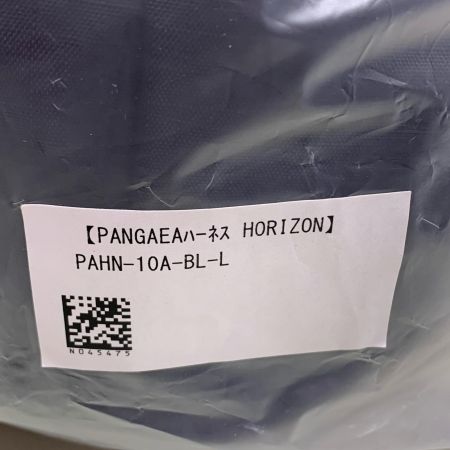 【PANGAEAﾊｰﾈｽ HORIZON】
PAHN-10A-BL-L
N045475